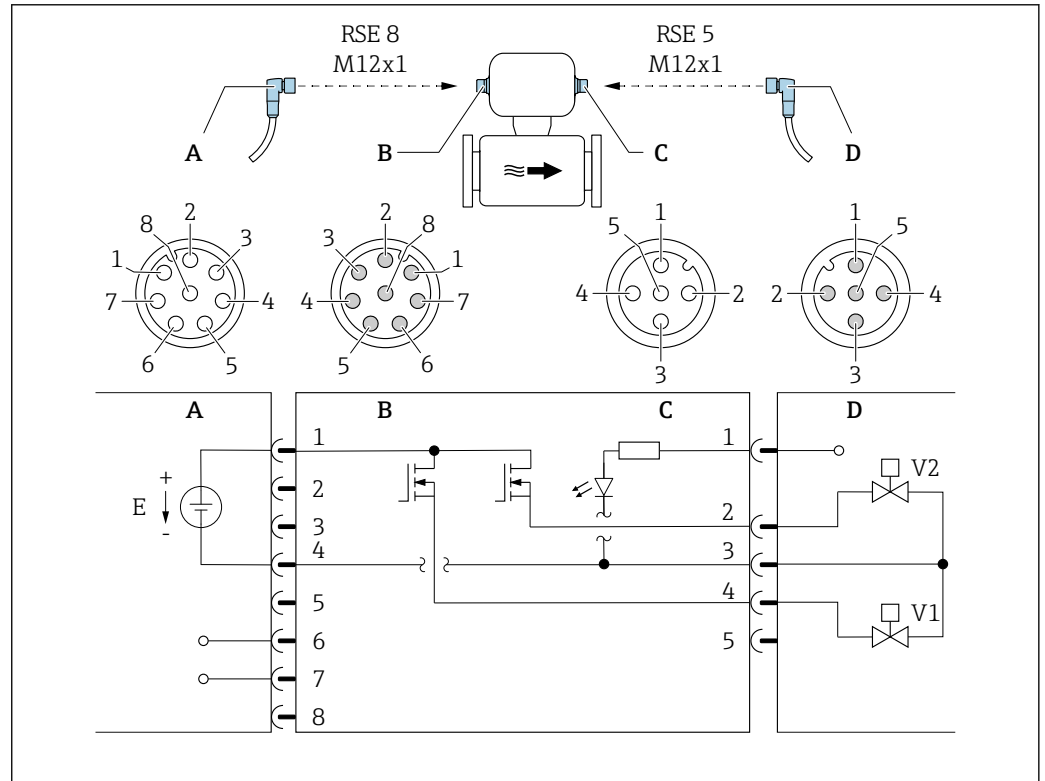 RSE 8 RSE 5
M12x1 M12x1
A B C D
2 2 1
8 3 3 8 5 1 5
1 1
7 4 4 7 4 2 2 4
6 5 5 6 3 3
A B C D
1 1
+ V2
2 2
E
3 3
-
4 4
5 V1
6 5
7
8